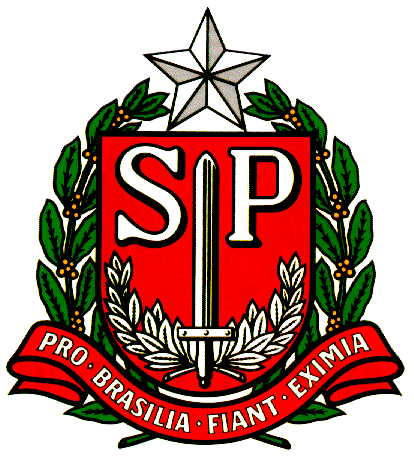 SP
PRO · BRASILIA · FIANT · EXIMIA